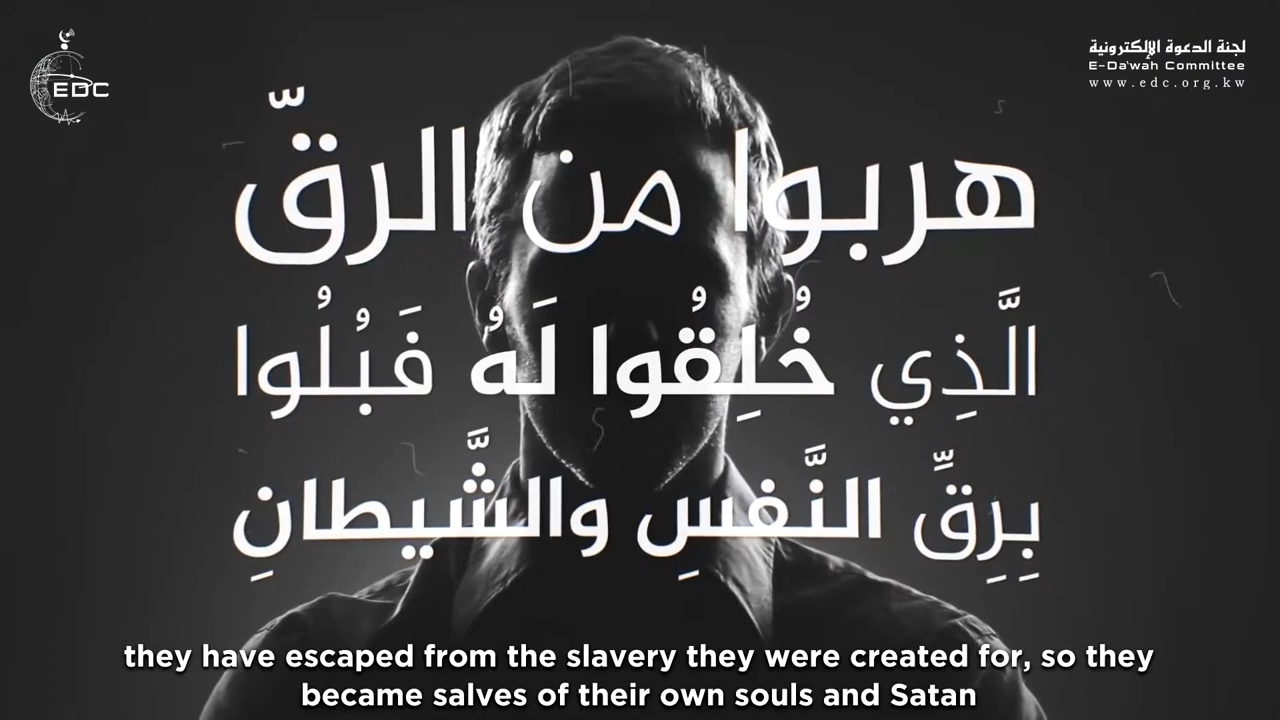 EDC
لجنة الدعوة الإلكترونية
E-Da'wah Committee
www.edc.org.kw
هربوا من الرقّ
الَّذِي خُلِقُوا لَهُ فَبُلُوا
بِرِقِّ النَّفسِ والشَّيطانِ
they have escaped from the slavery they were created for, so they
became salves of their own souls and Satan